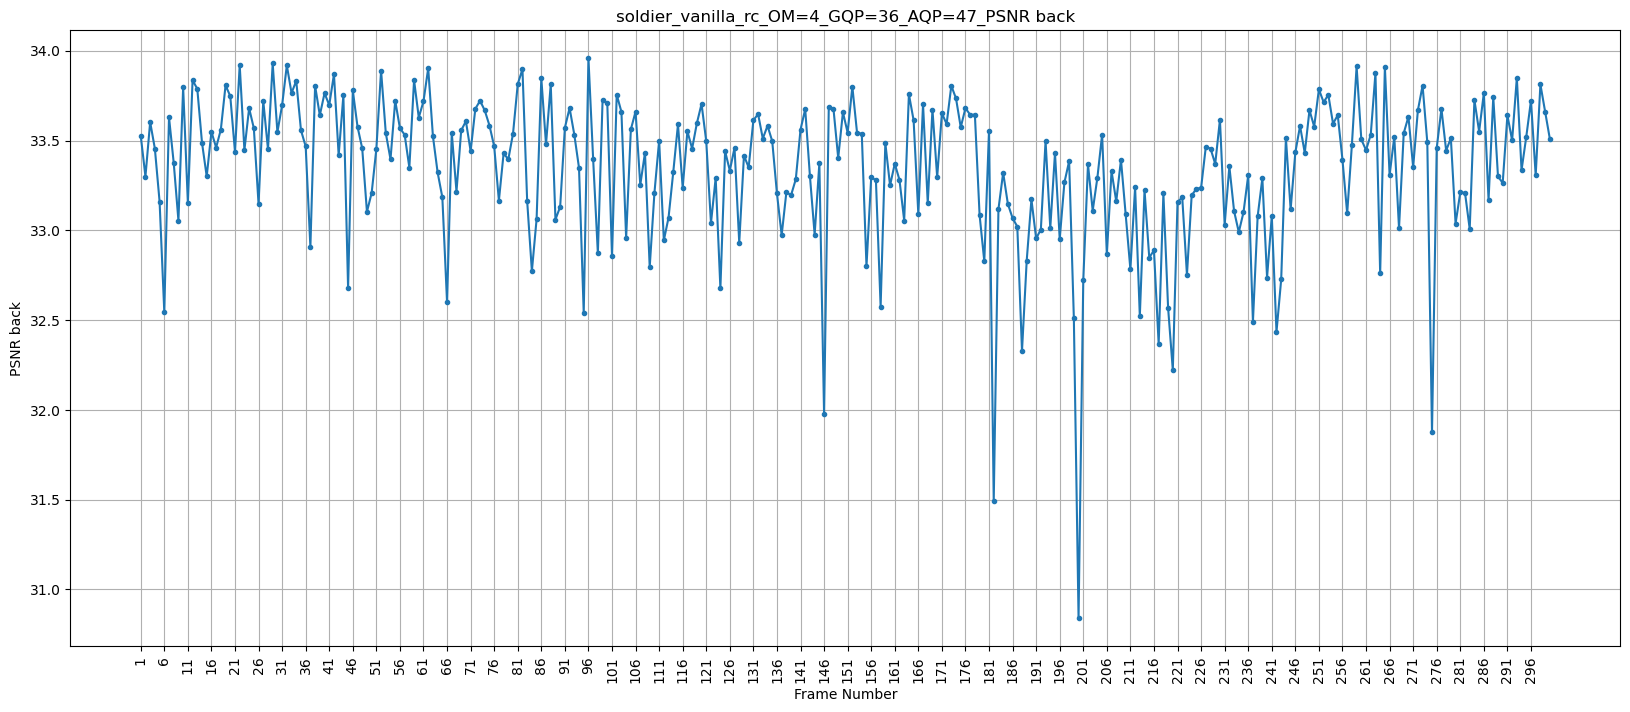 soldier_vanilla_rc_OM=4_GQP=36_AQP=47_PSNR back
34.0
33.5
33.0
32.5
32.0
31.5
31.0
PSNR back
1 6 11 16 21 26 31 36 41 46 51 56 61 66 71 76 81 86 91 96 101 106 111 116 121 126 131 136 141 146 151 156 161 166 171 176 181 186 191 196 201 206 211 216 221 226 231 236 241 246 251 256 261 266 271 276 281 286 291 296
Frame Number